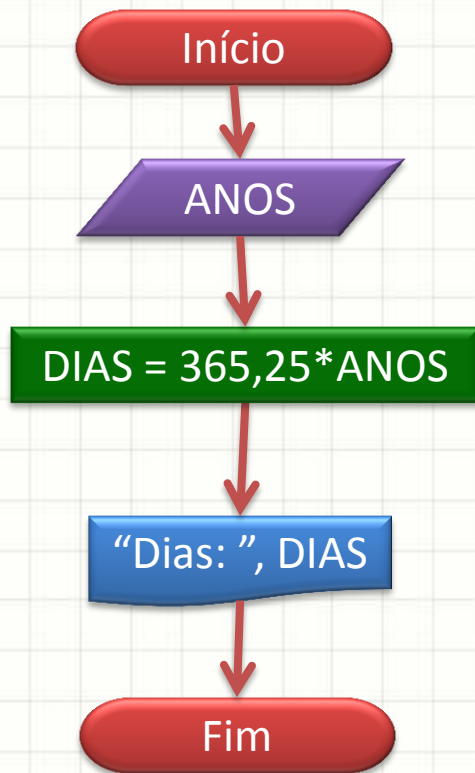 Início
ANOS
DIAS = 365,25*ANOS
“Dias: ”, DIAS
Fim